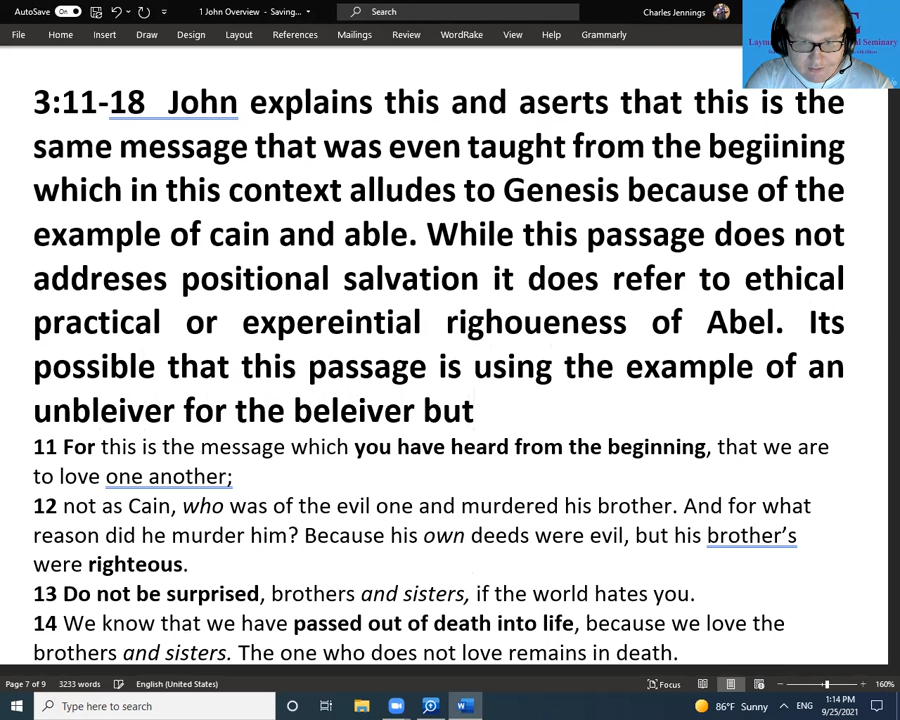 AutoSave On 1 John Overview - Saving... Search Charles Jennings
File Home Insert Draw Design Layout References Mailings Review WordRake View Help Grammarly
3:11-18 John explains this and aserts that this is the
same message that was even taught from the begiining
which in this context alludes to Genesis because of the
example of cain and able. While this passage does not
addreses positional salvation it does refer to ethical
practical or expereintial righoueness of Abel. Its
possible that this passage is using the example of an
unbleiver for the beleiver but
11 For this is the message which you have heard from the beginning, that we are
to love one another;
12 not as Cain, who was of the evil one and murdered his brother. And for what
reason did he murder him? Because his own deeds were evil, but his brother’s
were righteous.
13 Do not be surprised, brothers and sisters, if the world hates you.
14 We know that we have passed out of death into life, because we love the
brothers and sisters. The one who does not love remains in death.
Page 7 of 9 3233 words English (United States) Focus 160%
Type here to search 86°F Sunny ENG 1:14 PM
9/25/2021